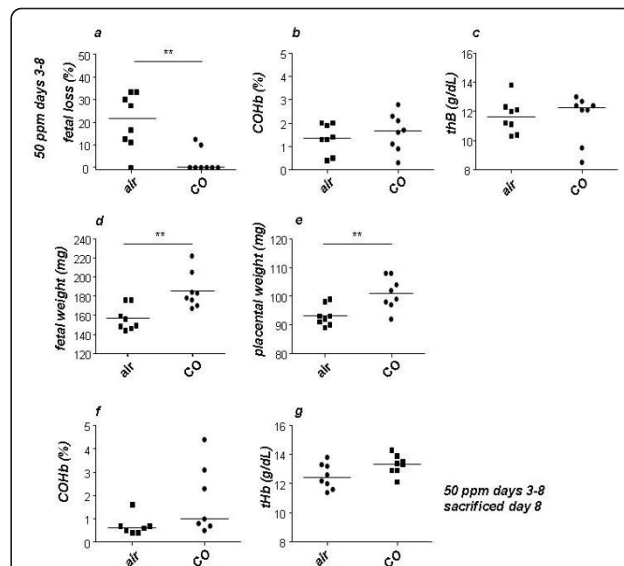 a
**
50 ppm days 3-8
fetal loss (%)
50
40
30
20
10
0
air
CO
b
COHb (%)
5
4
3
2
1
0
air
CO
c
thB (g/dL)
16
14
12
10
8
air
CO
d
**
fetal weight (mg)
240
220
200
180
160
140
120
air
CO
e
**
placental weight (mg)
120
110
100
90
80
air
CO
f
COHb (%)
5
4
3
2
1
0
air
CO
g
tHb (g/dL)
16
14
12
10
8
air
CO
50 ppm days 3-8
sacrificed day 8